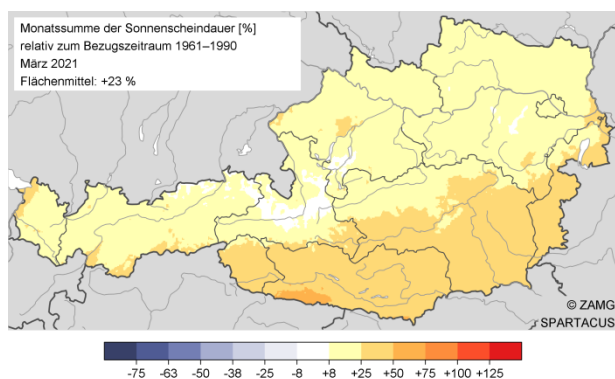 Monatssumme der Sonnenscheindauer [%]
relativ zum Bezugszeitraum 1961–1990
März 2021
Flächenmittel: +23 %
© ZAMG
SPARTACUS
-75 -63 -50 -38 -25 -8 +8 +25 +50 +75 +100 +125